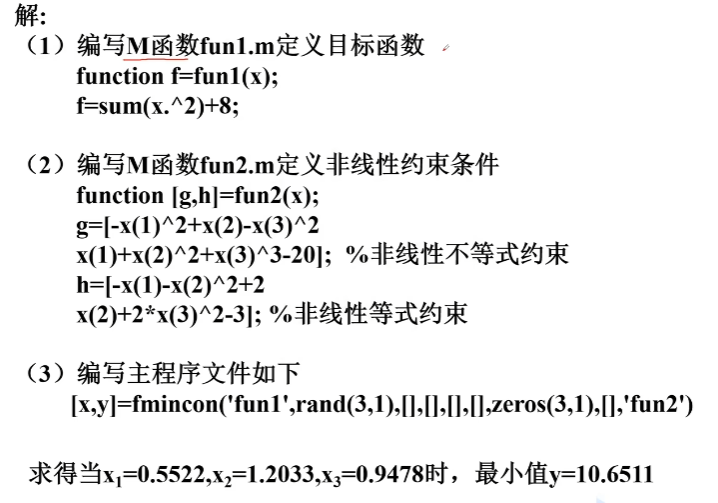 解:
（1）编写M函数fun1.m定义目标函数
function f=fun1(x);
f=sum(x.^2)+8;
（2）编写M函数fun2.m定义非线性约束条件
function [g,h]=fun2(x);
g=[-x(1)^2+x(2)-x(3)^2
x(1)+x(2)^2+x(3)^3-20]; %非线性不等式约束
h=[-x(1)-x(2)^2+2
x(2)+2*x(3)^2-3]; %非线性等式约束
（3）编写主程序文件如下
[x,y]=fmincon('fun1',rand(3,1),[],[],[],[],zeros(3,1),[],'fun2')
求得当x₁=0.5522,x₂=1.2033,x₃=0.9478时，最小值y=10.6511